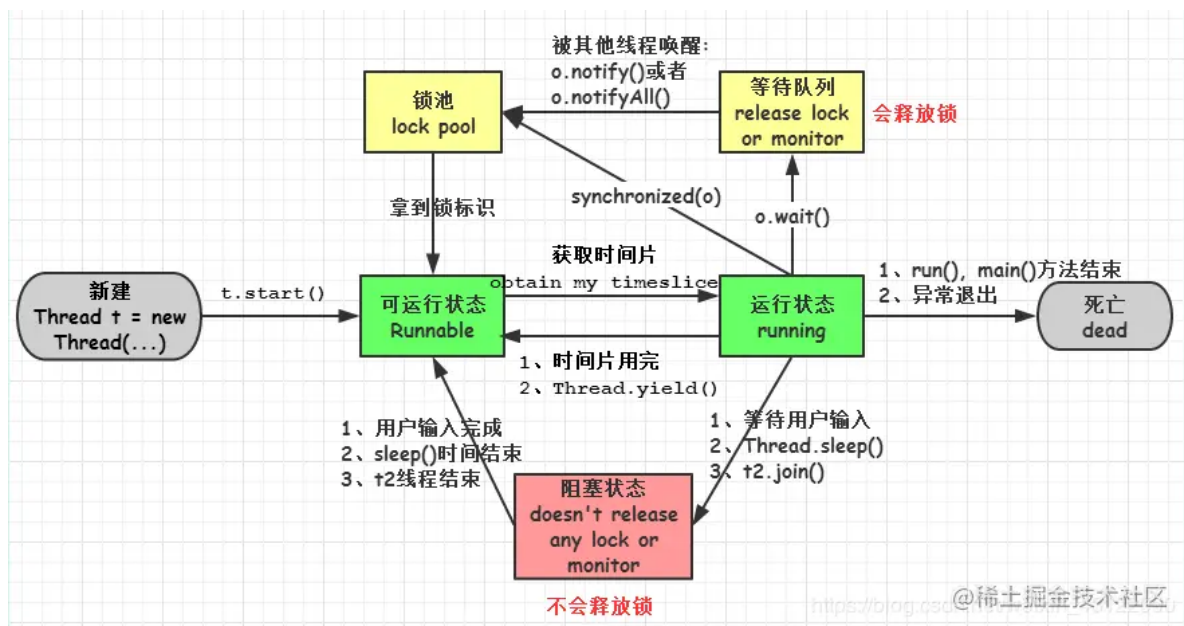 被其他线程唤醒:
o.notify()或者
o.notifyAll()
锁池
lock pool
等待队列
release lock
or monitor
会释放锁
synchronized(o)
o.wait()
拿到锁标识
获取时间片
obtain my timeslice
新建
Thread t = new
Thread(...)
t.start()
可运行状态
Runnable
运行状态
running
1、run(), main()方法结束
2、异常退出
死亡
dead
1、时间片用完
2、Thread.yield()
1、用户输入完成
2、sleep()时间结束
3、t2线程结束
1、等待用户输入
2、Thread.sleep()
3、t2.join()
阻塞状态
doesn't release
any lock or
monitor
不会释放锁
@稀土掘金技术社区